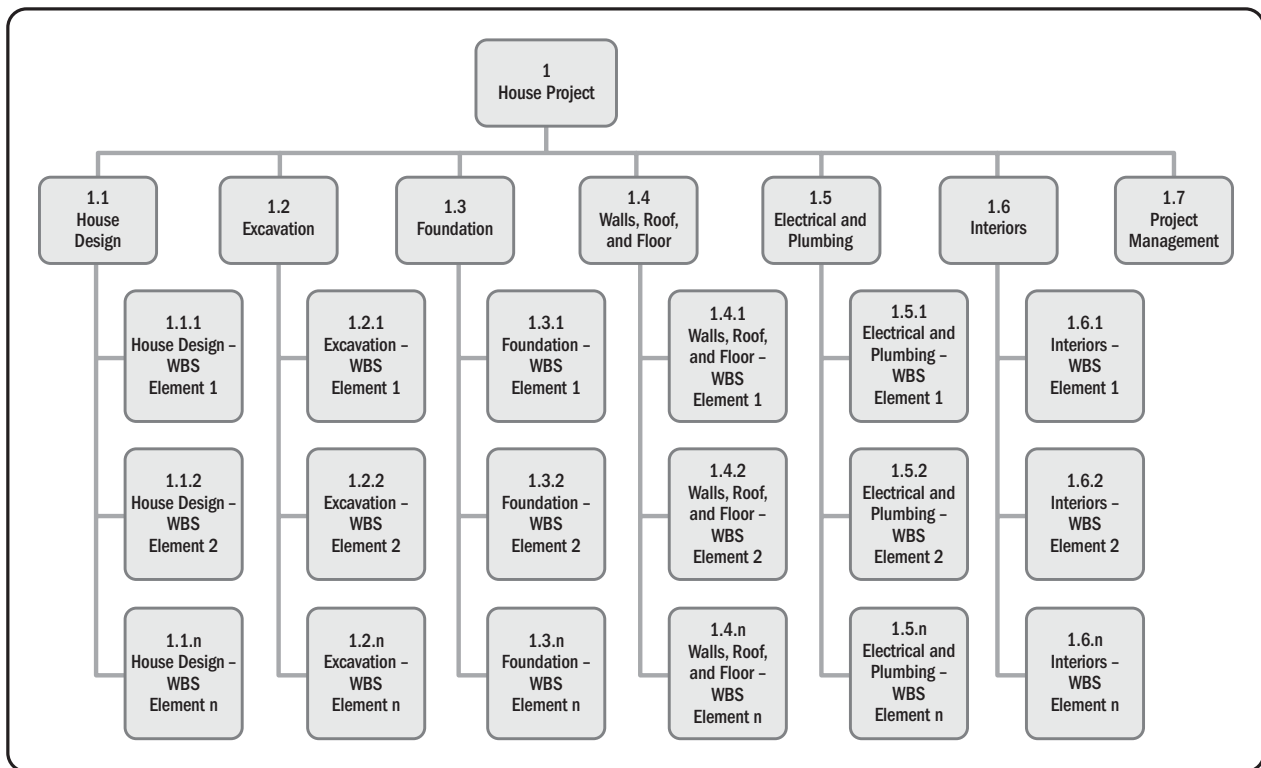 1
House Project
1.1
House
Design
1.2
Excavation
1.3
Foundation
1.4
Walls, Roof,
and Floor
1.5
Electrical and
Plumbing
1.6
Interiors
1.7
Project
Management
1.1.1
House Design –
WBS
Element 1
1.2.1
Excavation –
WBS
Element 1
1.3.1
Foundation –
WBS
Element 1
1.4.1
Walls, Roof,
and Floor –
WBS
Element 1
1.5.1
Electrical and
Plumbing –
WBS
Element 1
1.6.1
Interiors –
WBS
Element 1
1.1.2
House Design –
WBS
Element 2
1.2.2
Excavation –
WBS
Element 2
1.3.2
Foundation –
WBS
Element 2
1.4.2
Walls, Roof,
and Floor –
WBS
Element 2
1.5.2
Electrical and
Plumbing –
WBS
Element 2
1.6.2
Interiors –
WBS
Element 2
1.1.n
House Design –
WBS
Element n
1.2.n
Excavation –
WBS
Element n
1.3.n
Foundation –
WBS
Element n
1.4.n
Walls, Roof,
and Floor –
WBS
Element n
1.5.n
Electrical and
Plumbing –
WBS
Element n
1.6.n
Interiors –
WBS
Element n